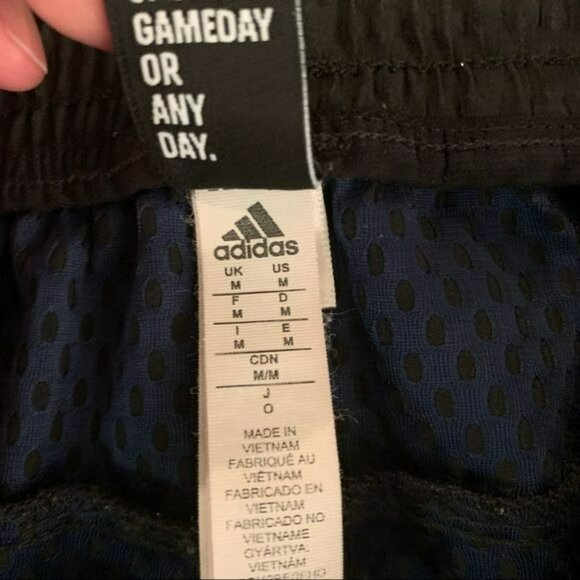 GAMEDAY
OR
ANY
DAY.
adidas
UK US
M M
F D
M M
I E
M M
CDN
M/M
J
O
MADE IN
VIETNAM
FABRIQUÉ AU
VIÊTNAM
FABRICADO EN
VIETNAM
FABRICADO NO
VIETNAME
GYÁRTVA:
VIETNÁM